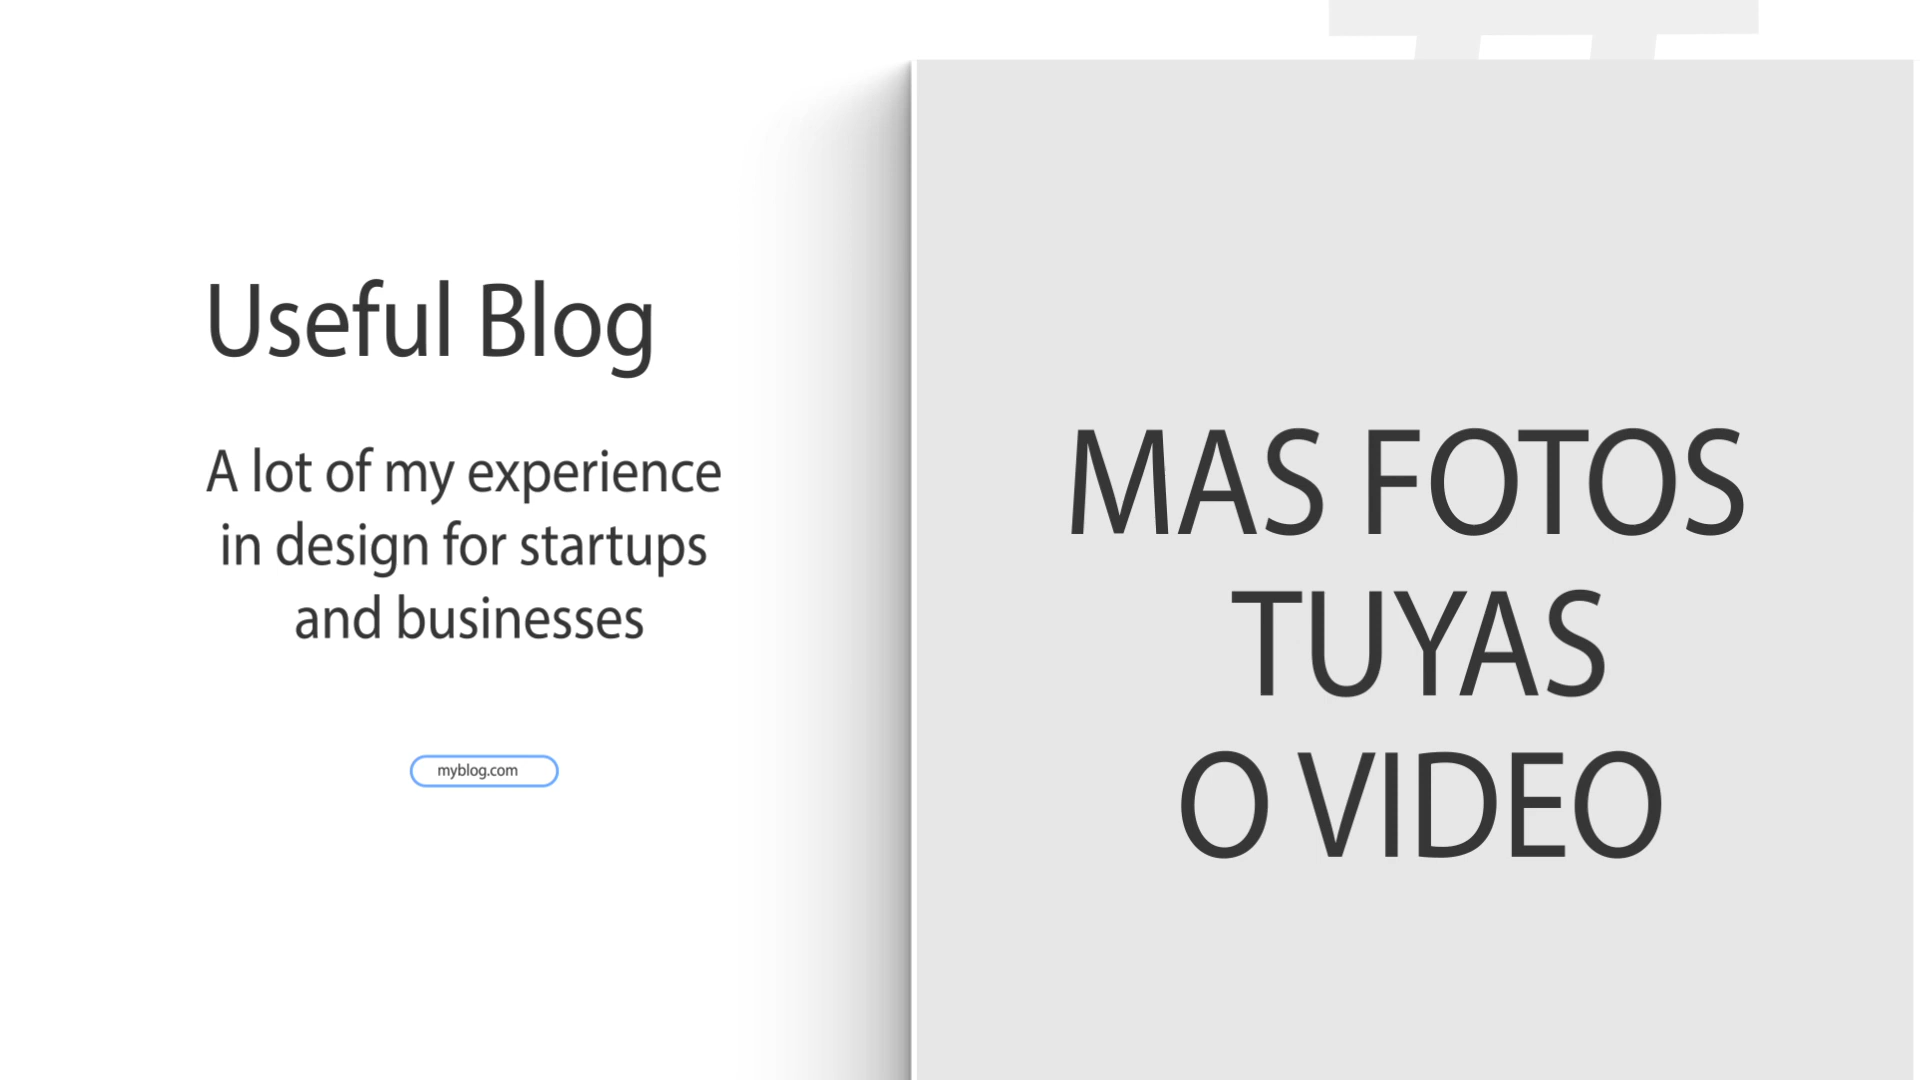 Useful Blog
A lot of my experience
in design for startups
and businesses
myblog.com
MAS FOTOS
TUYAS
O VIDEO